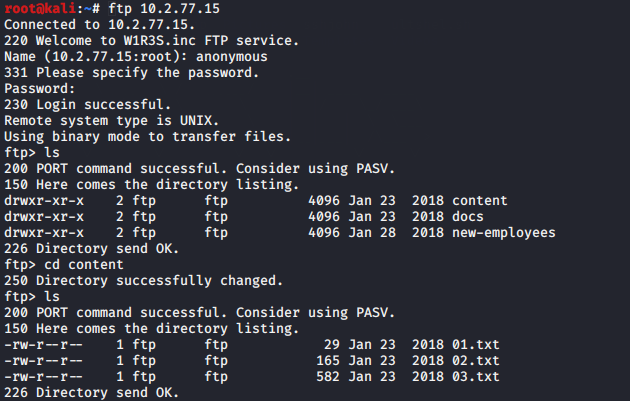 root@kali:~# ftp 10.2.77.15
Connected to 10.2.77.15.
220 Welcome to W1R3S.inc FTP service.
Name (10.2.77.15:root): anonymous
331 Please specify the password.
Password:
230 Login successful.
Remote system type is UNIX.
Using binary mode to transfer files.
ftp> ls
200 PORT command successful. Consider using PASV.
150 Here comes the directory listing.
drwxr-xr-x    2 ftp      ftp          4096 Jan 23  2018 content
drwxr-xr-x    2 ftp      ftp          4096 Jan 23  2018 docs
drwxr-xr-x    2 ftp      ftp          4096 Jan 28  2018 new-employees
226 Directory send OK.
ftp> cd content
250 Directory successfully changed.
ftp> ls
200 PORT command successful. Consider using PASV.
150 Here comes the directory listing.
-rw-r--r--    1 ftp      ftp            29 Jan 23  2018 01.txt
-rw-r--r--    1 ftp      ftp           165 Jan 23  2018 02.txt
-rw-r--r--    1 ftp      ftp           582 Jan 23  2018 03.txt
226 Directory send OK.